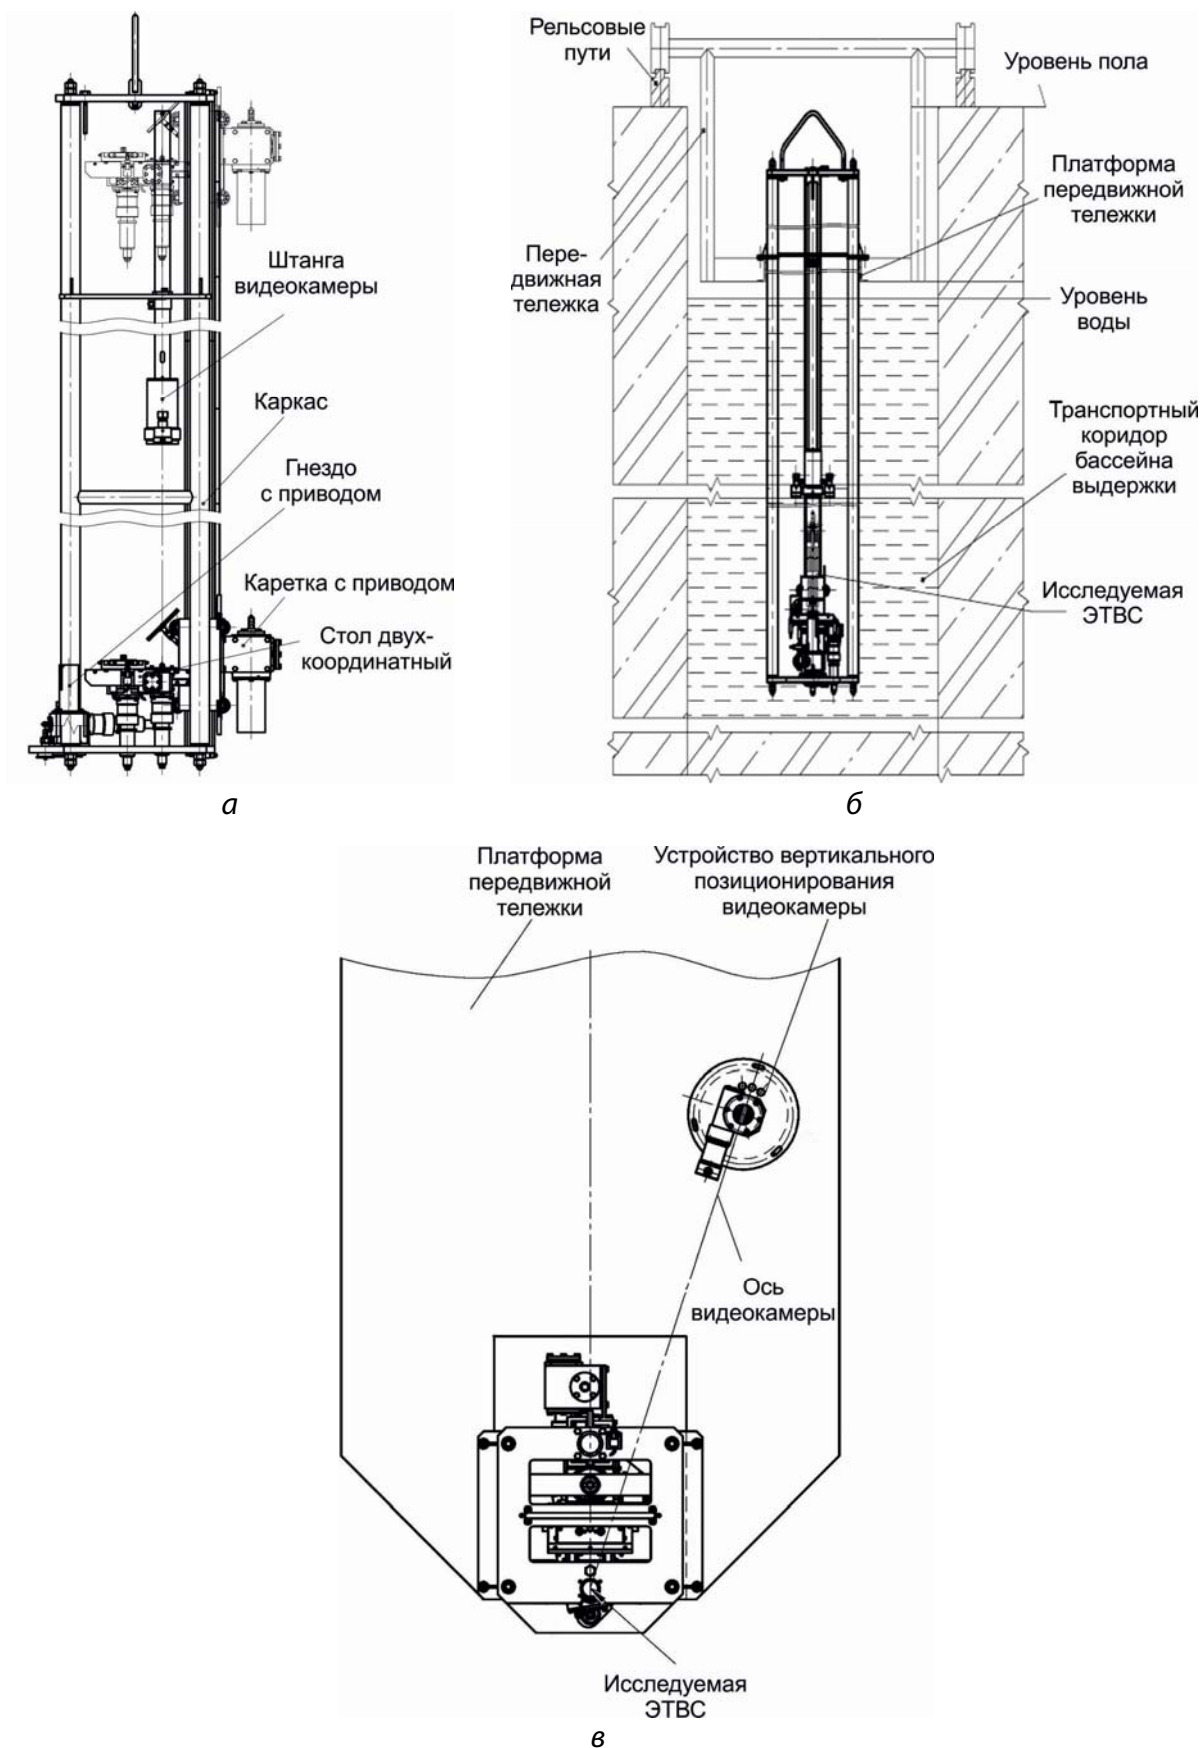 Штанга
видеокамеры
Каркас
Гнездо
с приводом
Каретка с приводом
Стол двух-
координатный
а
Рельсовые
пути
Уровень пола
Платформа
передвижной
тележки
Пере-
движная
тележка
Уровень
воды
Транспортный
коридор
бассейна
выдержки
Исследуемая
ЭТВС
б
Платформа
передвижной
тележки
Устройство вертикального
позиционирования
видеокамеры
Ось
видеокамеры
Исследуемая
ЭТВС
в